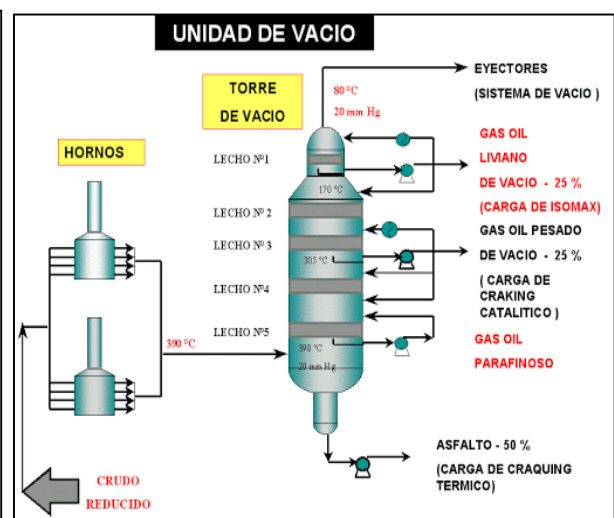 UNIDAD DE VACIO
EYECTORES
(SISTEMA DE VACIO )
TORRE
DE VACIO
80 °C
20 mm Hg
HORNOS
LECHO Nº1
170 °C
GAS OIL
LIVIANO
DE VACIO - 25 %
(CARGA DE ISOMAX)
LECHO Nº 2
LECHO Nº 3
305 °C
GAS OIL PESADO
DE VACIO - 25%
( CARGA DE
CRAKING
CATALITICO )
LECHO Nº4
LECHO Nº5
390 °C
390 °C
20 mm Hg
GAS OIL
PARAFINOSO
ASFALTO - 50 %
(CARGA DE CRAQUING
TERMICO)
CRUDO
REDUCIDO